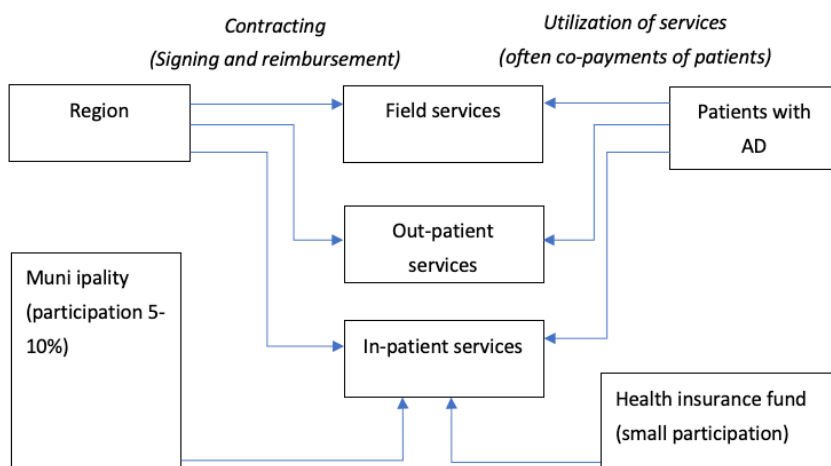 Contracting
(Signing and reimbursement)
Utilization of services
(often co-payments of patients)
Region
Field services
Patients with
AD
Out-patient
services
Muni ipality
(participation 5-
10%)
In-patient services
Health insurance fund
(small participation)